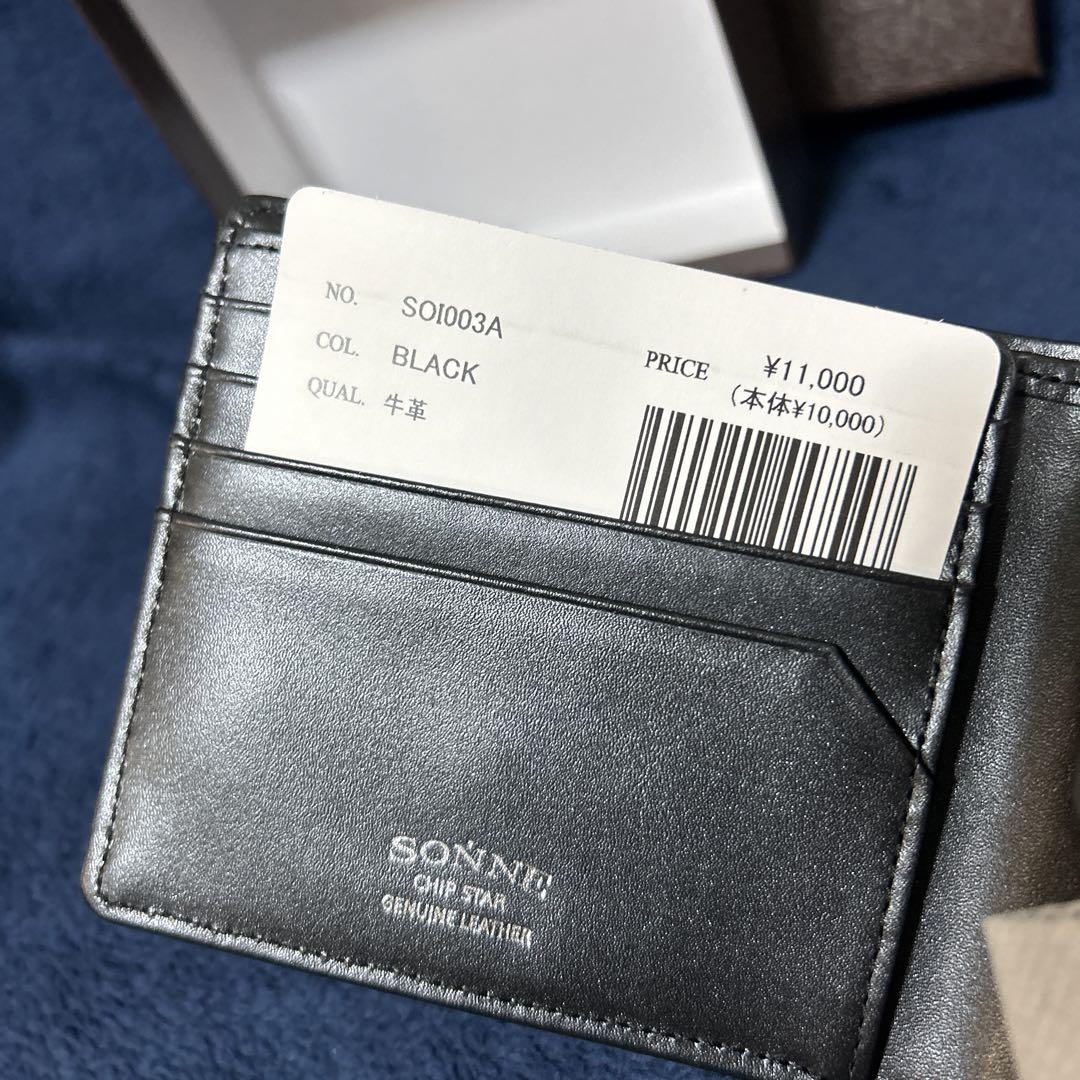 NO. SOI003A
COL. BLACK
QUAL. 牛革
PRICE ¥11,000
(本体¥10,000)
SONNE
CHIP STAR
GENUINE LEATHER